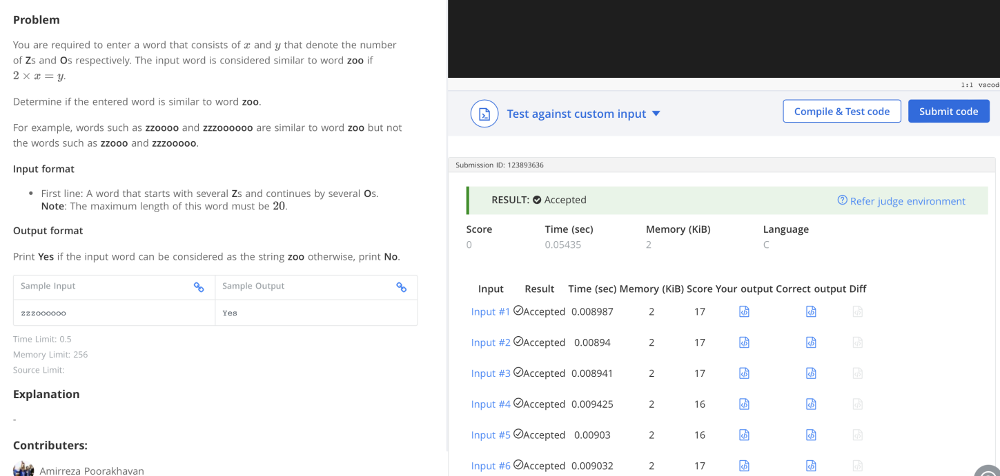 Problem
You are required to enter a word that consists of x and y that denote the number
of Zs and Os respectively. The input word is considered similar to word zoo if
2 × x = y.
Determine if the entered word is similar to word zoo.
For example, words such as zzoooo and zzzoooooo are similar to word zoo but not
the words such as zzooo and zzzooooo.
Input format
• First line: A word that starts with several Zs and continues by several Os.
Note: The maximum length of this word must be 20.
Output format
Print Yes if the input word can be considered as the string zoo otherwise, print No.
Sample Input Sample Output
zzzoooooo Yes
Time Limit: 0.5
Memory Limit: 256
Source Limit:
Explanation
-
Contributers:
Amirreza Poorakhavan
1:1 vscod
Test against custom input
Compile & Test code
Submit code
Submission ID: 123893636
RESULT: Accepted
Refer judge environment
Score Time (sec) Memory (KiB) Language
0 0.05435 2 C
Input Result Time (sec) Memory (KiB) Score Your output Correct output Diff
Input #1 Accepted 0.008987 2 17
Input #2 Accepted 0.00894 2 17
Input #3 Accepted 0.008941 2 17
Input #4 Accepted 0.009425 2 16
Input #5 Accepted 0.00903 2 16
Input #6 Accepted 0.009032 2 17